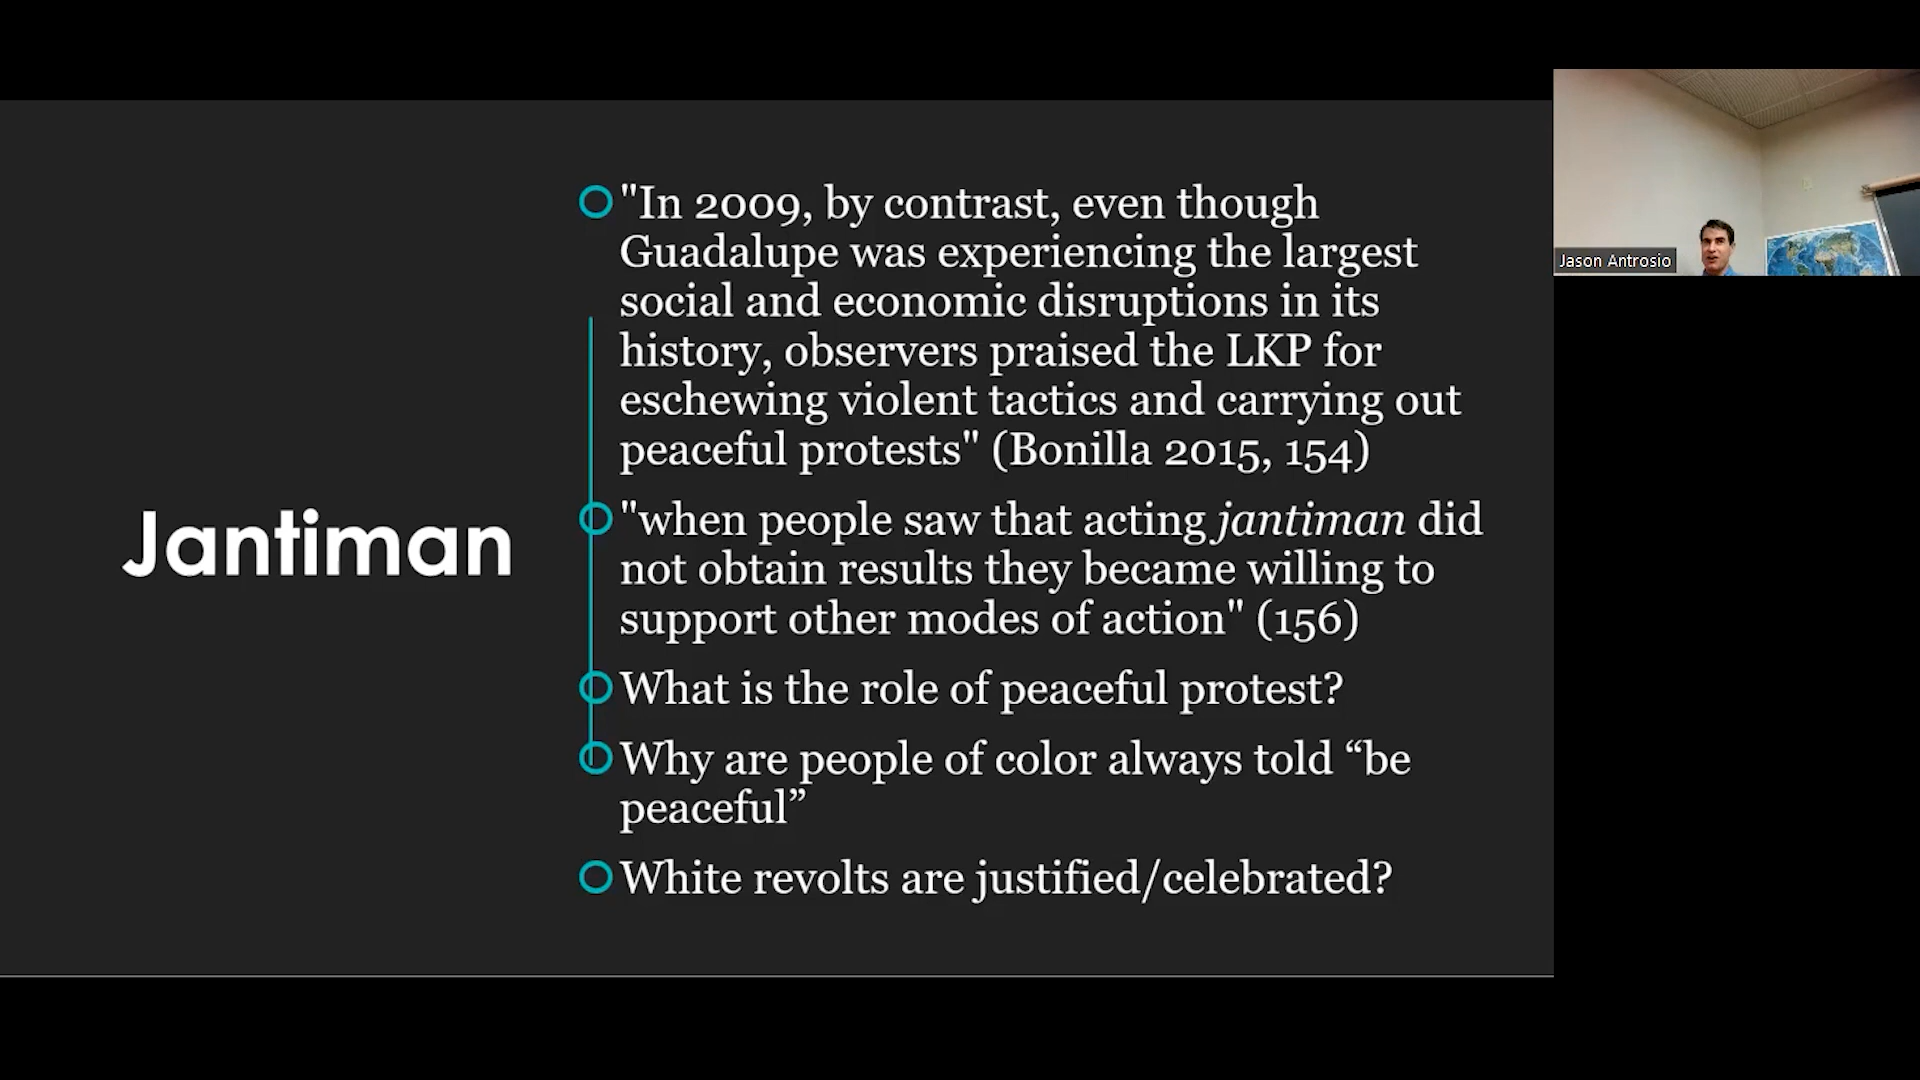 Jantiman
"In 2009, by contrast, even though
Guadalupe was experiencing the largest
social and economic disruptions in its
history, observers praised the LKP for
eschewing violent tactics and carrying out
peaceful protests" (Bonilla 2015, 154)
"when people saw that acting jantiman did
not obtain results they became willing to
support other modes of action" (156)
What is the role of peaceful protest?
Why are people of color always told “be
peaceful”
White revolts are justified/celebrated?
Jason Antrosio